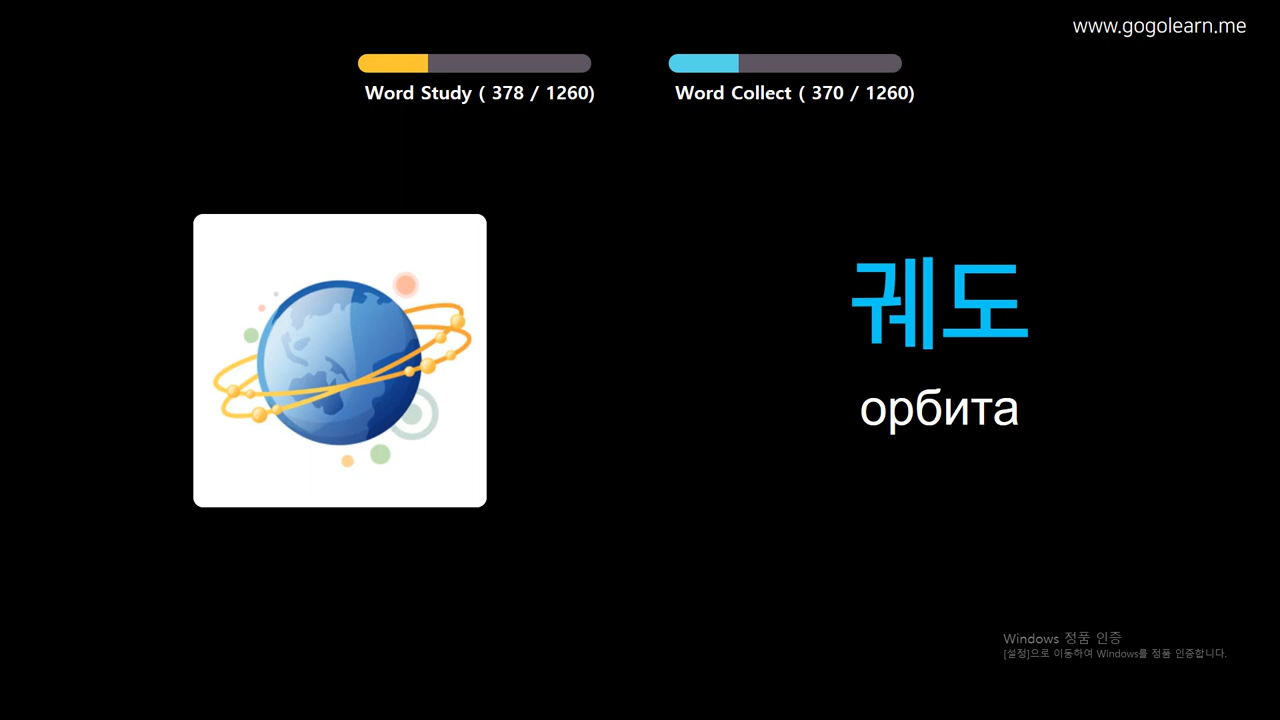 www.gogolearn.me
Word Study ( 378 / 1260)
Word Collect ( 370 / 1260)
궤도
орбита
Windows 정품 인증
[설정]으로 이동하여 Windows를 정품 인증합니다.